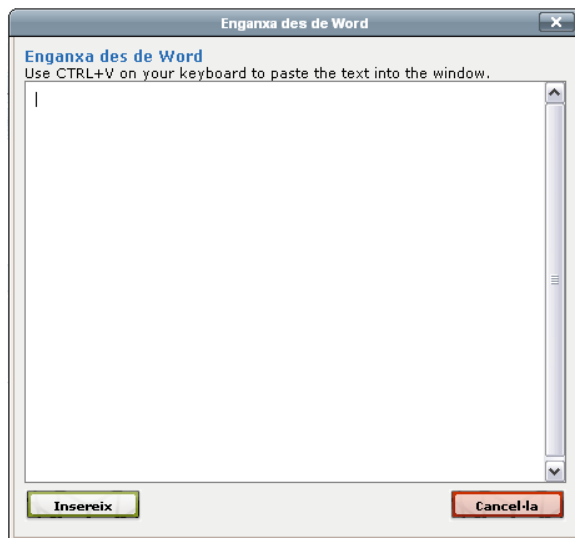 Enganxa des de Word
Enganxa des de Word
Use CTRL+V on your keyboard to paste the text into the window.
Insereix
Cancel·la